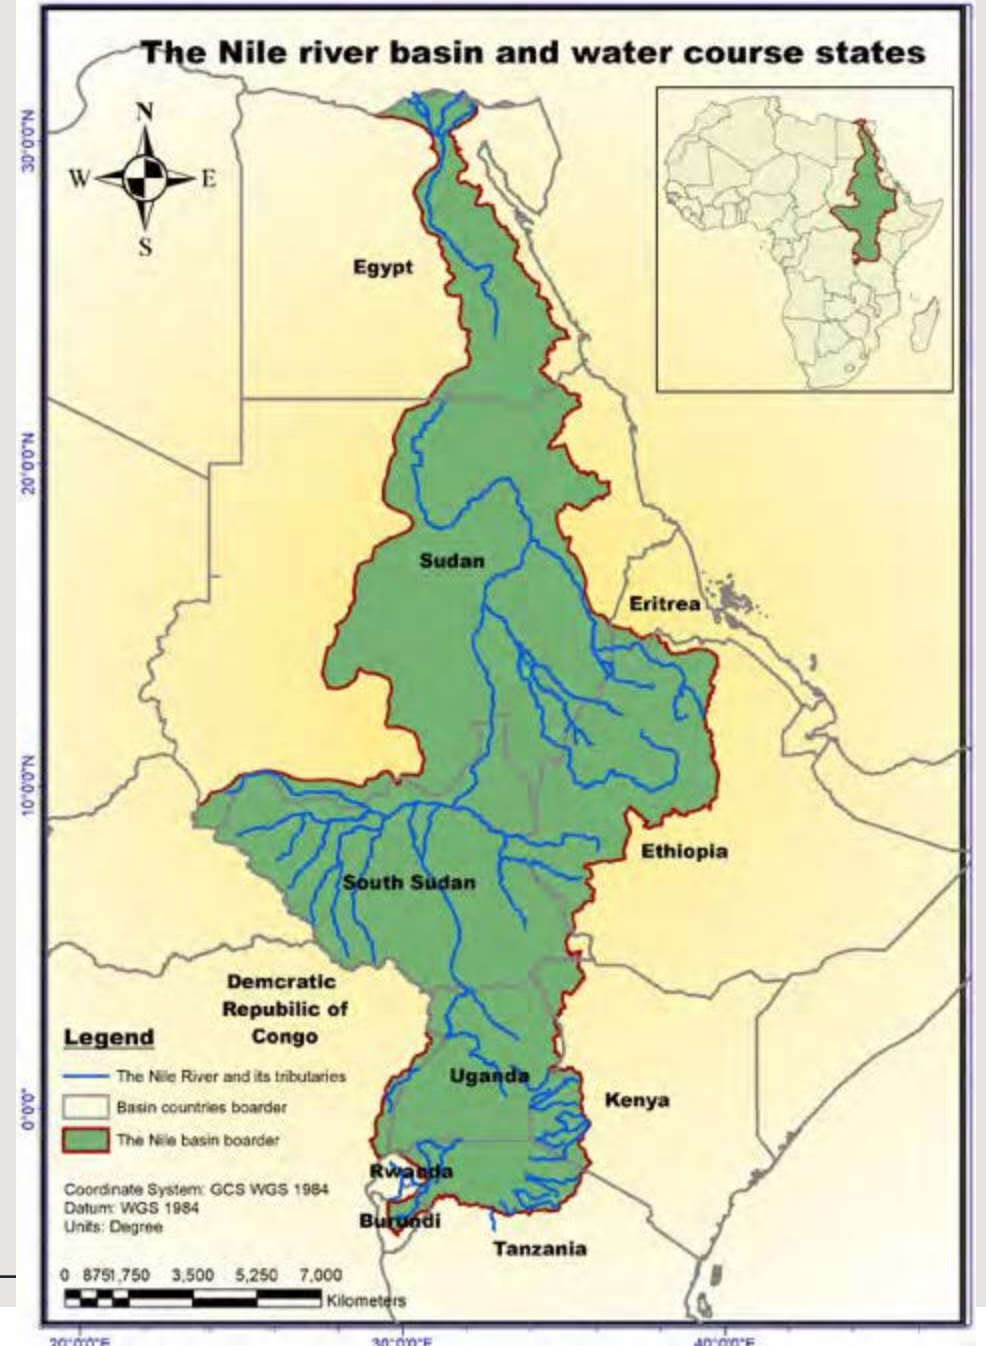 The Nile river basin and water course states
N
W E
S
30°0'0"N
20°0'0"N
10°0'0"N
0°0'0"
Egypt
Sudan
Eritrea
Ethiopia
South Sudan
Demcratic
Repubilic of
Congo
Uganda
Kenya
Rwanda
Burundi
Tanzania
Legend
The Nile River and its tributaries
Basin countries boarder
The Nile basin boarder
Coordinate System: GCS WGS 1984
Datum: WGS 1984
Units: Degree
0 8751,750 3,500 5,250 7,000
Kilometers
20°0'0"E 30°0'0"E 40°0'0"E